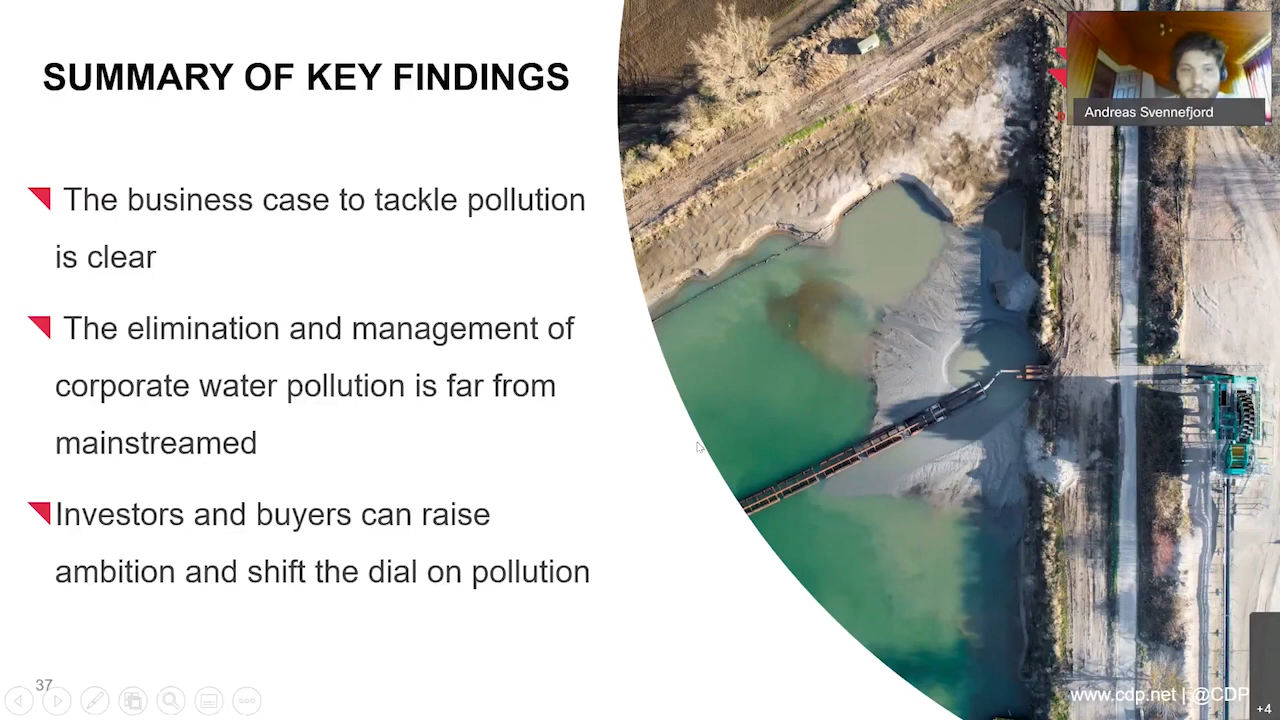 SUMMARY OF KEY FINDINGS
The business case to tackle pollution
is clear
The elimination and management of
corporate water pollution is far from
mainstreamed
Investors and buyers can raise
ambition and shift the dial on pollution
37
Andreas Svennefjord
www.cdp.net | @CDP
+4